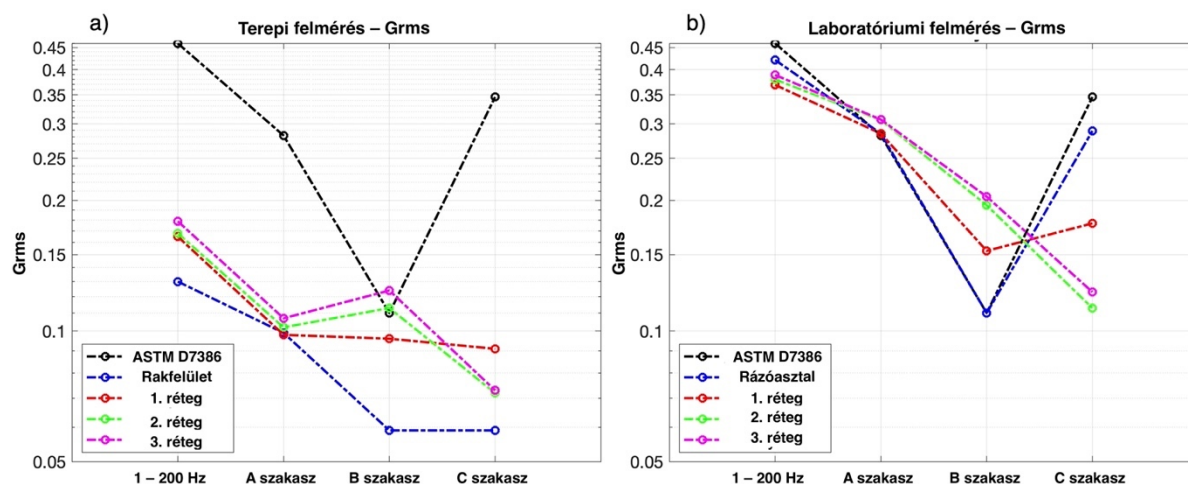 a)
Terepi felmérés – Grms
0.45
0.4
0.35
0.3
0.25
0.2
0.15
0.1
0.05
Grms
ASTM D7386
Rakfelület
1. réteg
2. réteg
3. réteg
1 – 200 Hz
A szakasz
B szakasz
C szakasz
b)
Laboratóriumi felmérés – Grms
0.45
0.4
0.35
0.3
0.25
0.2
0.15
0.1
0.05
Grms
ASTM D7386
Rázóasztal
1. réteg
2. réteg
3. réteg
1 – 200 Hz
A szakasz
B szakasz
C szakasz